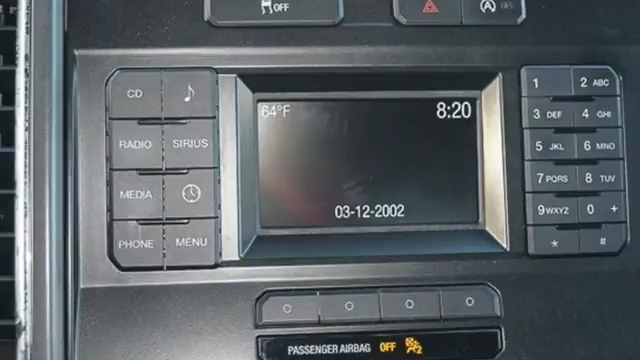 OFF
CD
RADIO SIRIUS
MEDIA
PHONE MENU
64°F 8:20
03-12-2002
1 2 ABC
3 DEF 4 GHI
5 JKL 6 MNO
7 PQRS 8 TUV
9 WXYZ 0 +
* #
PASSENGER AIRBAG OFF